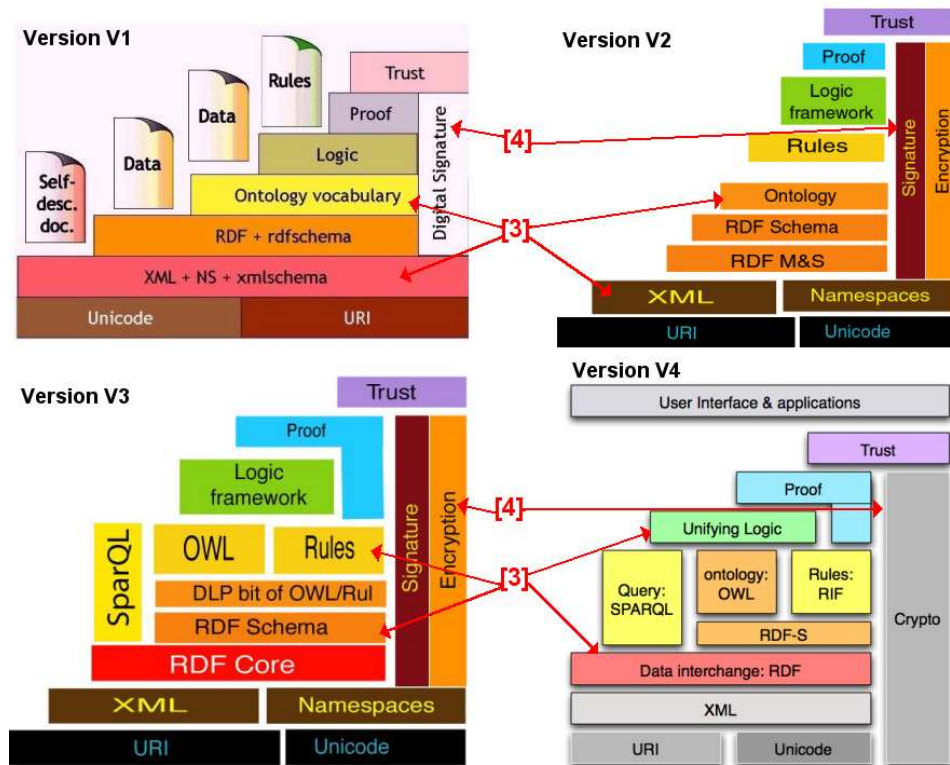 Version V1
Rules
Trust
Data
Proof
Data
Logic
Digital Signature
Self-
desc.
doc.
Ontology vocabulary
RDF + rdfschema
XML + NS + xmlschema
Unicode
URI
Version V2
Trust
Proof
Logic
framework
Rules
Signature
Encryption
Ontology
RDF Schema
RDF M&S
XML
Namespaces
URI
Unicode
[4]
[3]
Version V3
Trust
Proof
Logic
framework
SparQL
OWL
Rules
Signature
Encryption
DLP bit of OWL/Rul
RDF Schema
RDF Core
XML
Namespaces
URI
Unicode
[4]
[3]
Version V4
User Interface & applications
Trust
Proof
Unifying Logic
Query:
SPARQL
ontology:
OWL
Rules:
RIF
Crypto
RDF-S
Data interchange: RDF
XML
URI
Unicode